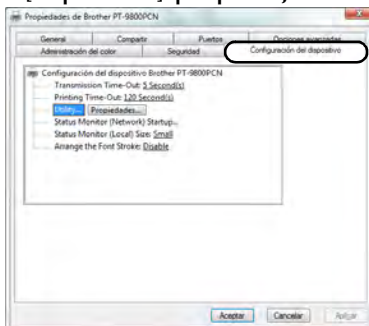 Propiedades de Brother PT-9800PCN
General Compartir Puertos Opciones avanzadas
Administración del color Seguridad Configuración del dispositivo
Configuración del dispositivo Brother PT-9800PCN
Transmission Time-Out: 5 Second(s)
Printing Time-Out: 120 Second(s)
Utility... Propiedades...
Status Monitor (Network) Startup...
Status Monitor (Local) Size: Small
Arrange the Font Stroke: Disable
Aceptar Cancelar Aplicar